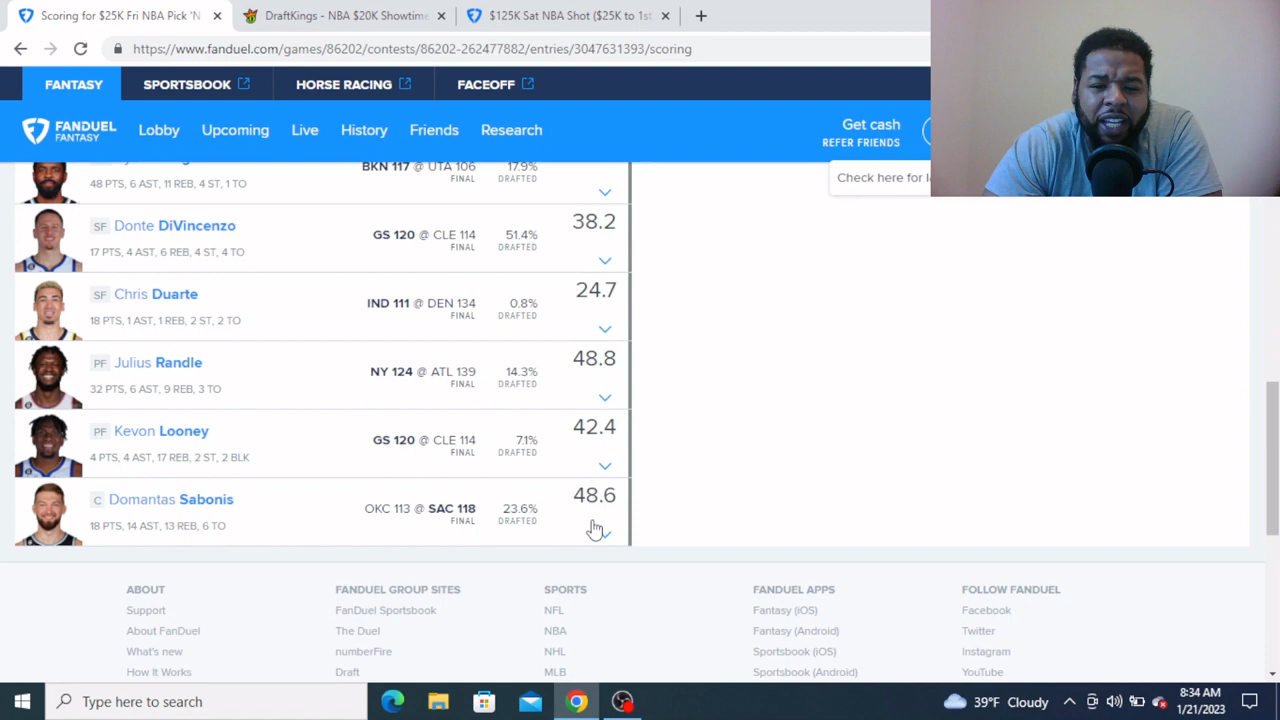 Scoring for $25K Fri NBA Pick 'N
DraftKings - NBA $20K Showtime
$125K Sat NBA Shot ($25K to 1st
https://www.fanduel.com/games/86202/contests/86202-262477882/entries/3047631393/scoring
FANTASY SPORTSBOOK HORSE RACING FACEOFF
FANDUEL FANTASY Lobby Upcoming Live History Friends Research
Get cash
REFER FRIENDS
Check here for
BKN 117 @ UTA 106 17.9%
48 PTS, 6 AST, 11 REB, 4 ST, 1 TO FINAL DRAFTED
38.2
SF Donte DiVincenzo GS 120 @ CLE 114 51.4%
17 PTS, 4 AST, 6 REB, 4 ST, 4 TO FINAL DRAFTED
24.7
SF Chris Duarte IND 111 @ DEN 134 0.8%
18 PTS, 1 AST, 1 REB, 2 ST, 2 TO FINAL DRAFTED
48.8
PF Julius Randle NY 124 @ ATL 139 14.3%
32 PTS, 6 AST, 9 REB, 3 TO FINAL DRAFTED
42.4
PF Kevon Looney GS 120 @ CLE 114 7.1%
4 PTS, 4 AST, 17 REB, 2 ST, 2 BLK FINAL DRAFTED
48.6
C Domantas Sabonis OKC 113 @ SAC 118 23.6%
18 PTS, 14 AST, 13 REB, 6 TO FINAL DRAFTED
ABOUT FANDUEL GROUP SITES SPORTS FANDUEL APPS FOLLOW FANDUEL
Support FanDuel Sportsbook NFL Fantasy (iOS) Facebook
About FanDuel The Duel NBA Fantasy (Android) Twitter
What's new numberFire NHL Sportsbook (iOS) Instagram
How It Works Draft MLB Sportsbook (Android) YouTube
Type here to search
39°F Cloudy
8:34 AM
1/21/2023